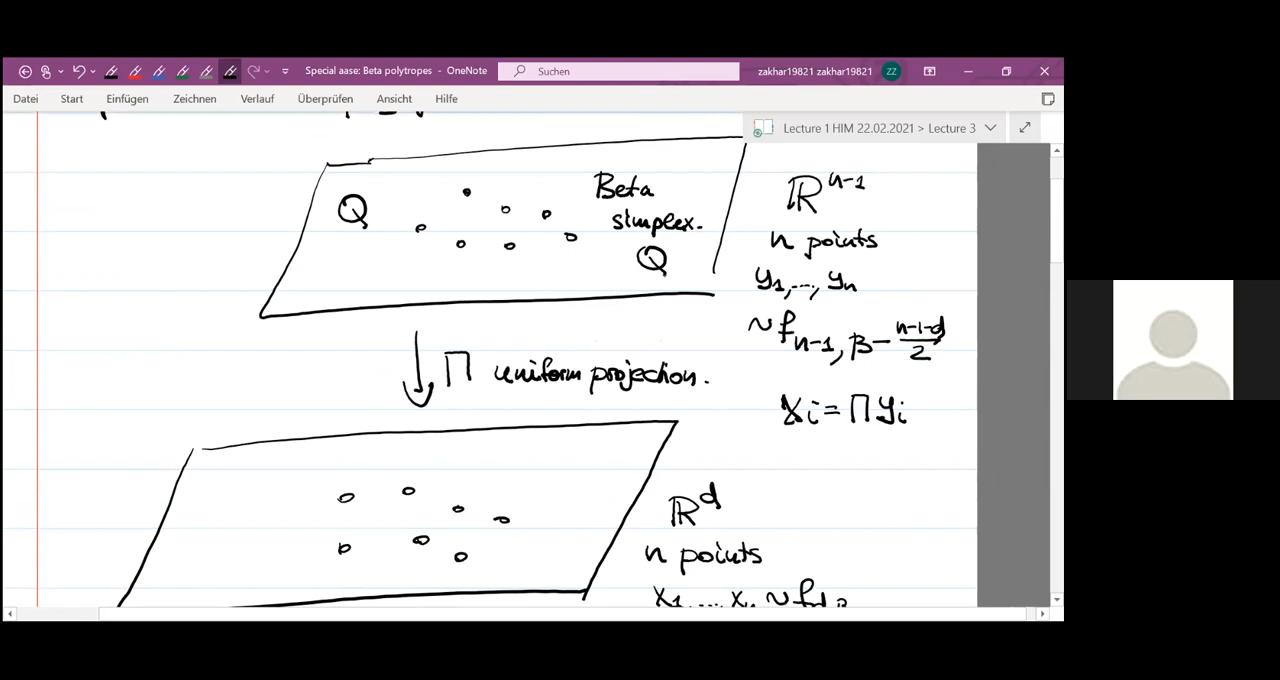 Special aase: Beta polytropes - OneNote
Suchen
zakhar19821 zakhar19821
ZZ
Datei Start Einfügen Zeichnen Verlauf Überprüfen Ansicht Hilfe
Lecture 1 HIM 22.02.2021 > Lecture 3
Q
Beta
simplex.
Q
ℝ^{n-1}
n points
y₁,...,yₙ
~ f_{n-1, β - (n-1-d)/2}
Π uniform projection.
Xi = Π yi
ℝ^d
n points